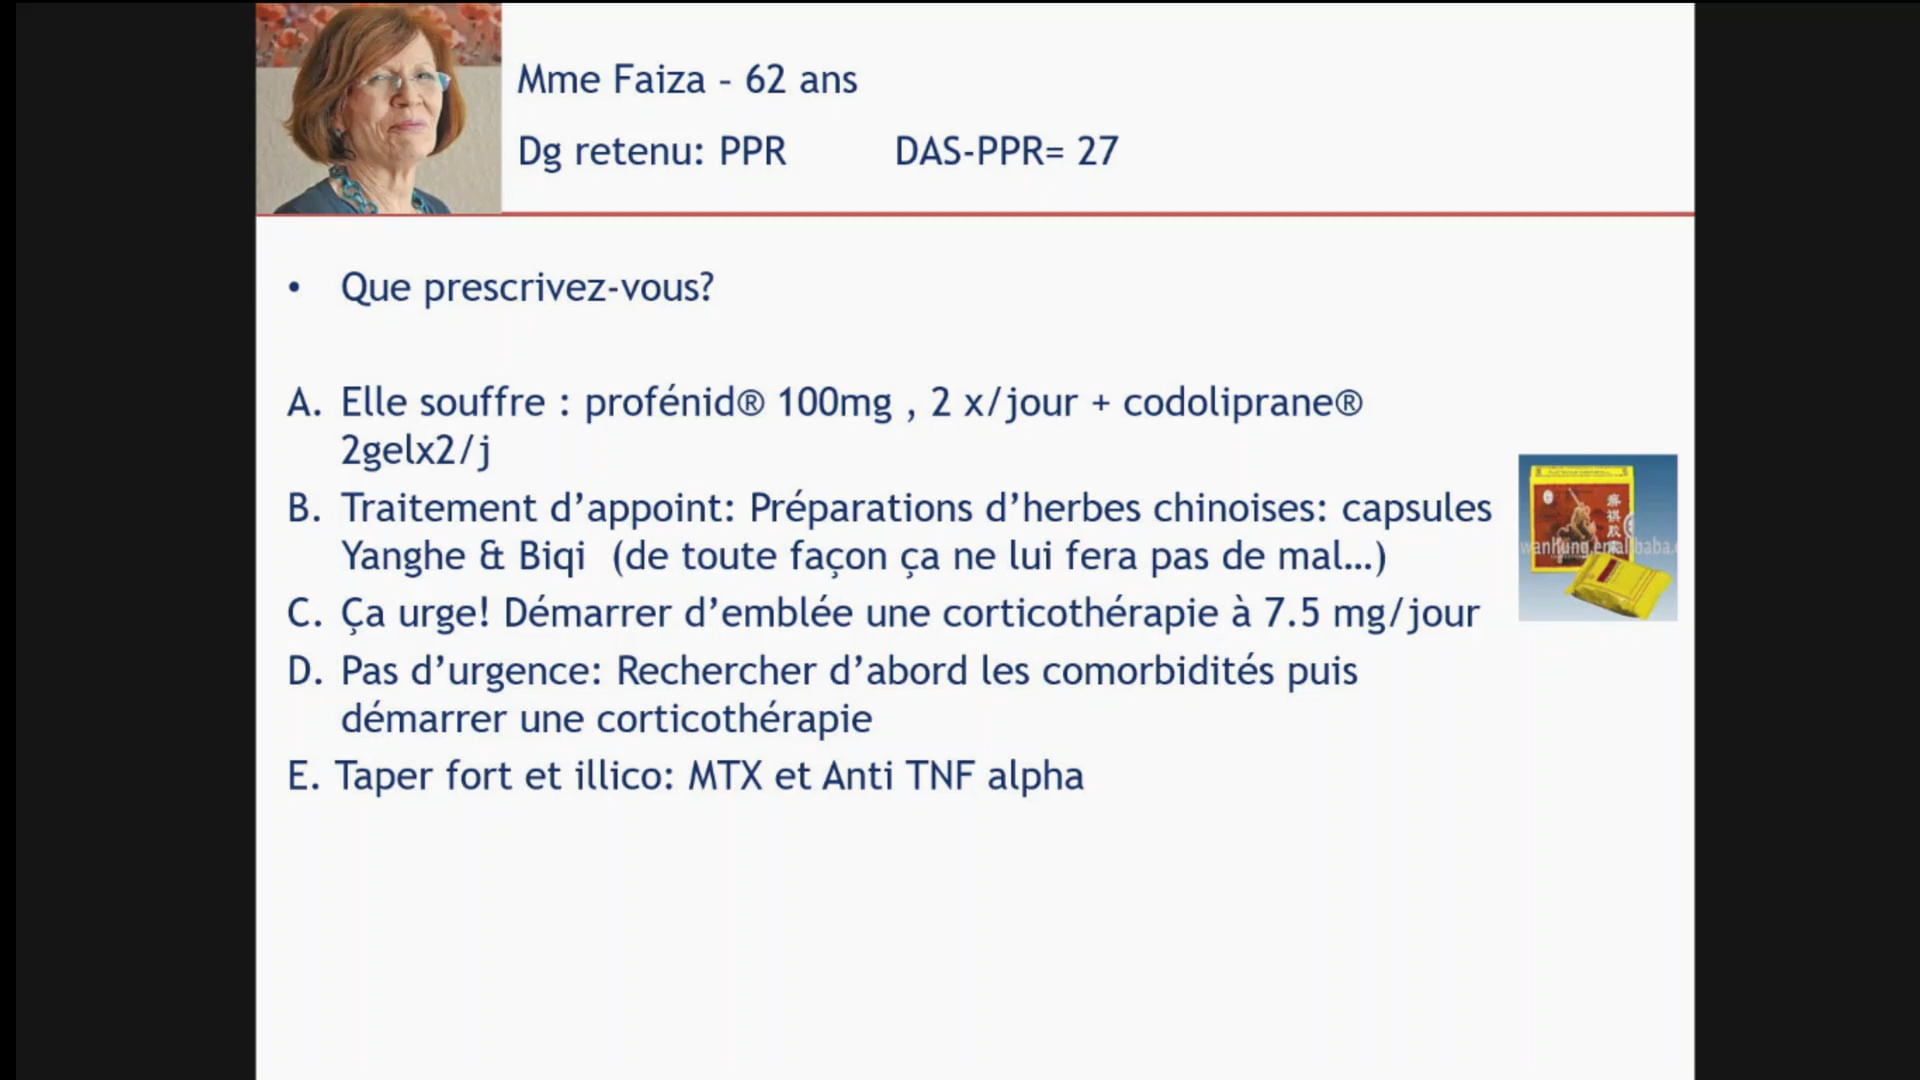 Mme Faiza – 62 ans
Dg retenu: PPR DAS-PPR= 27
• Que prescrivez-vous?
A. Elle souffre : profénid® 100mg , 2 x/jour + codoliprane®
2gelx2/j
B. Traitement d’appoint: Préparations d’herbes chinoises: capsules
Yanghe & Biqi (de toute façon ça ne lui fera pas de mal…)
C. Ça urge! Démarrer d’emblée une corticothérapie à 7.5 mg/jour
D. Pas d’urgence: Rechercher d’abord les comorbidités puis
démarrer une corticothérapie
E. Taper fort et illico: MTX et Anti TNF alpha